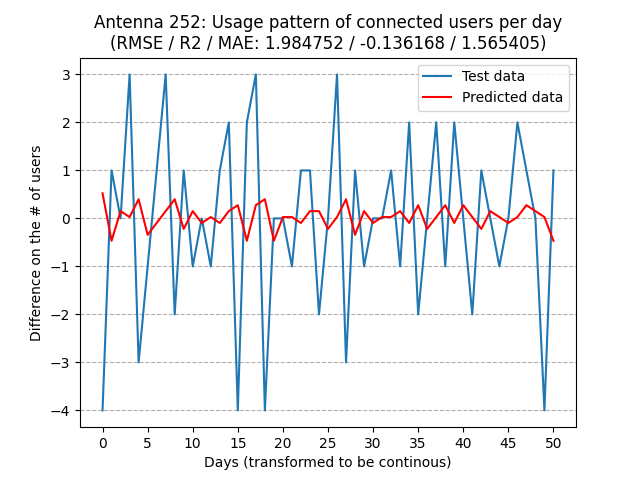 Antenna 252: Usage pattern of connected users per day
(RMSE / R2 / MAE: 1.984752 / -0.136168 / 1.565405)
Test data
Predicted data
3
2
1
0
−1
−2
−3
−4
Difference on the # of users
0 5 10 15 20 25 30 35 40 45 50
Days (transformed to be continous)